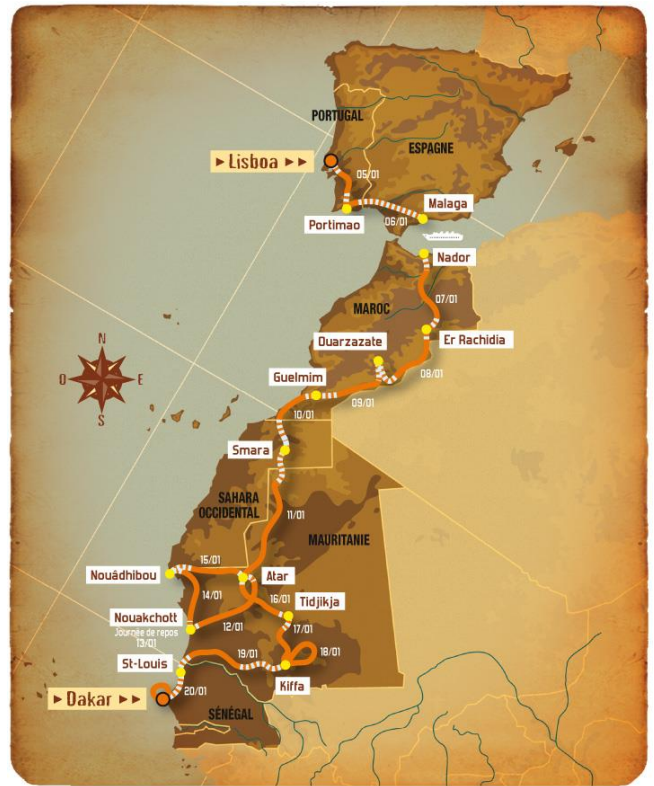 PORTUGAL
ESPAGNE
Lisboa
05/01
Portimao
06/01
Malaga
Nador
07/01
MAROC
Ouarzazate
Er Rachidia
08/01
Guelmim
09/01
10/01
Smara
SAHARA
OCCIDENTAL
11/01
MAURITANIE
15/01
Nouâdhibou
Atar
14/01
16/01
Tidjikja
Nouakchott
Journée de repos
13/01
12/01
17/01
18/01
St-Louis
19/01
Kiffa
20/01
Dakar
SÉNÉGAL
N
O
E
S